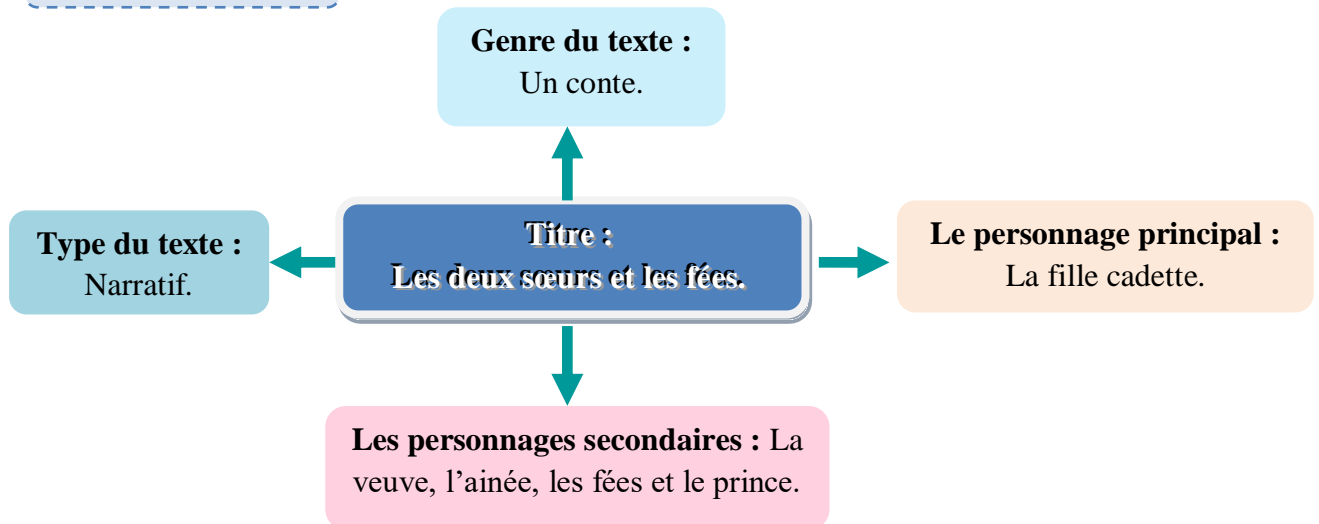 Genre du texte :
Un conte.
Type du texte :
Narratif.
Titre :
Les deux sœurs et les fées.
Le personnage principal :
La fille cadette.
Les personnages secondaires : La
veuve, l’ainée, les fées et le prince.